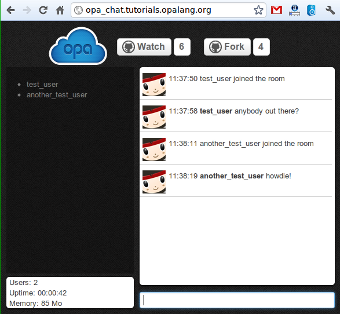 opa_chat.tutorials.opalang.org
opa
Watch 6 Fork 4
test_user
another_test_user
11:37:50 test_user joined the room
11:37:58 test_user anybody out there?
11:38:11 another_test_user joined the room
11:38:19 another_test_user howdie!
Users: 2
Uptime: 00:00:42
Memory: 85 Mo